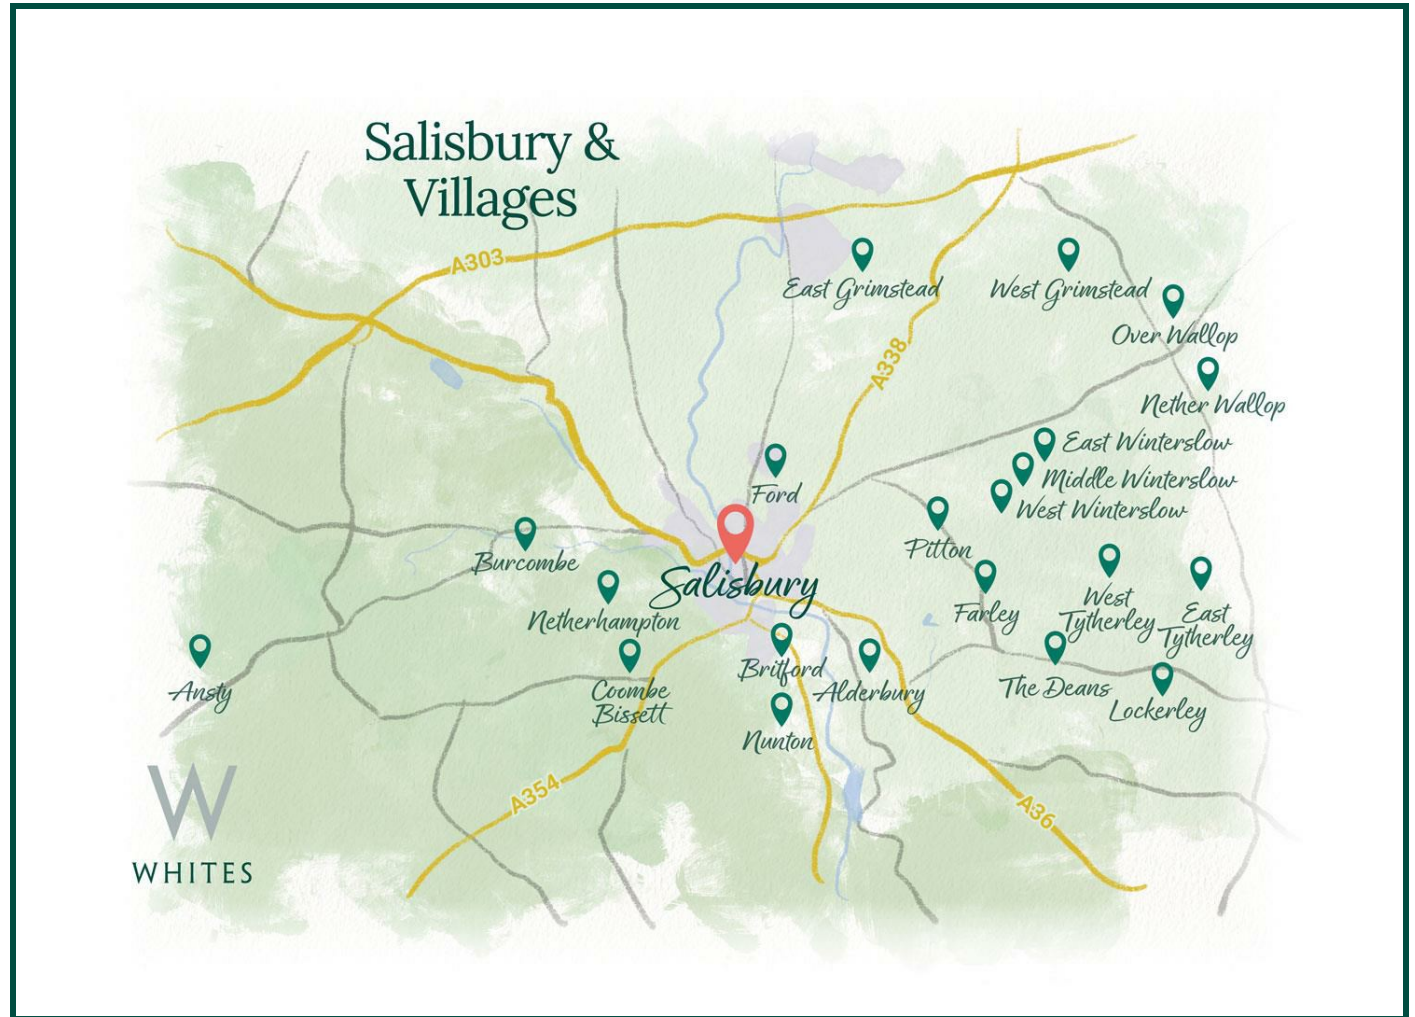 Salisbury &
Villages
A303
East Grimstead
West Grimstead
Over Wallop
A338
Nether Wallop
East Winterslow
Middle Winterslow
West Winterslow
Ford
Pitton
Burcombe
Salisbury
Netherhampton
Farley
West
Tytherley
East
Tytherley
Britford
Alderbury
Ansty
Coombe
Bissett
The Deans
Lockerley
Nunton
A354
A36
W
WHITES